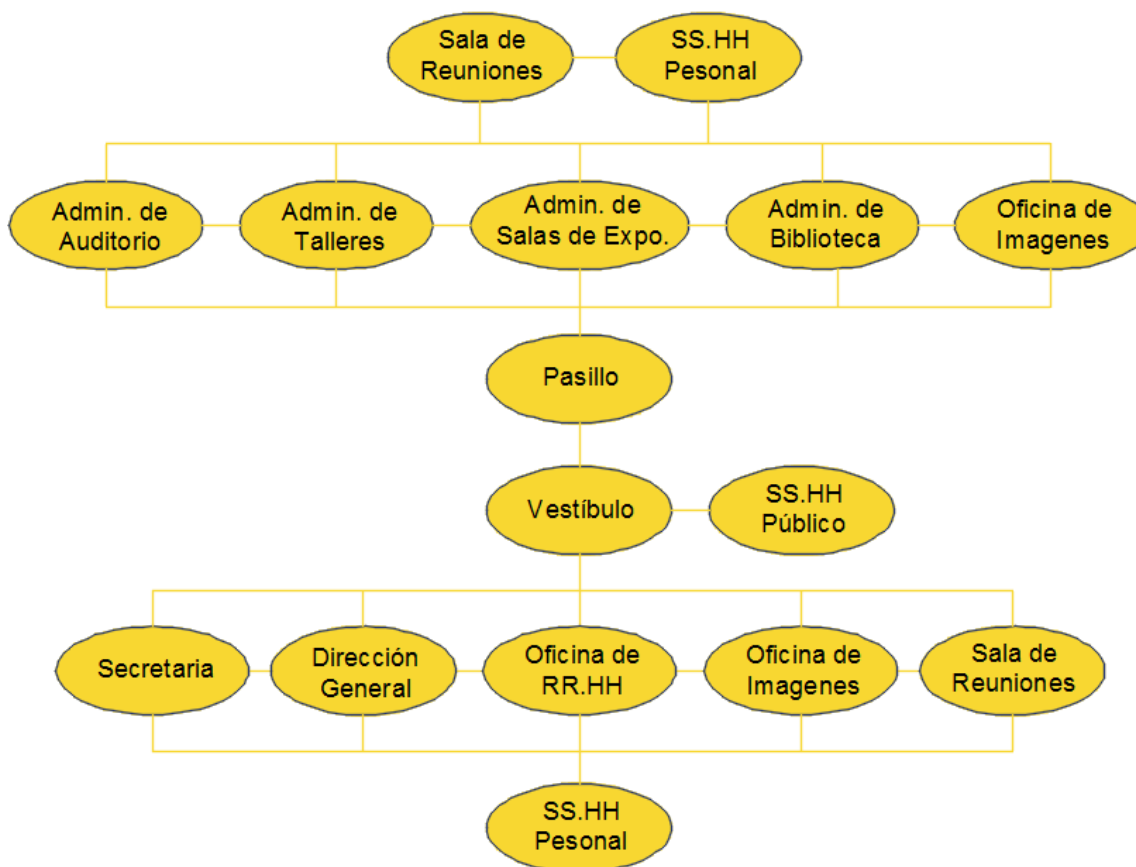 Sala de
Reuniones
SS.HH
Pesonal
Admin. de
Auditorio
Admin. de
Talleres
Admin. de
Salas de Expo.
Admin. de
Biblioteca
Oficina de
Imagenes
Pasillo
Vestíbulo
SS.HH
Público
Secretaria
Dirección
General
Oficina de
RR.HH
Oficina de
Imagenes
Sala de
Reuniones
SS.HH
Pesonal